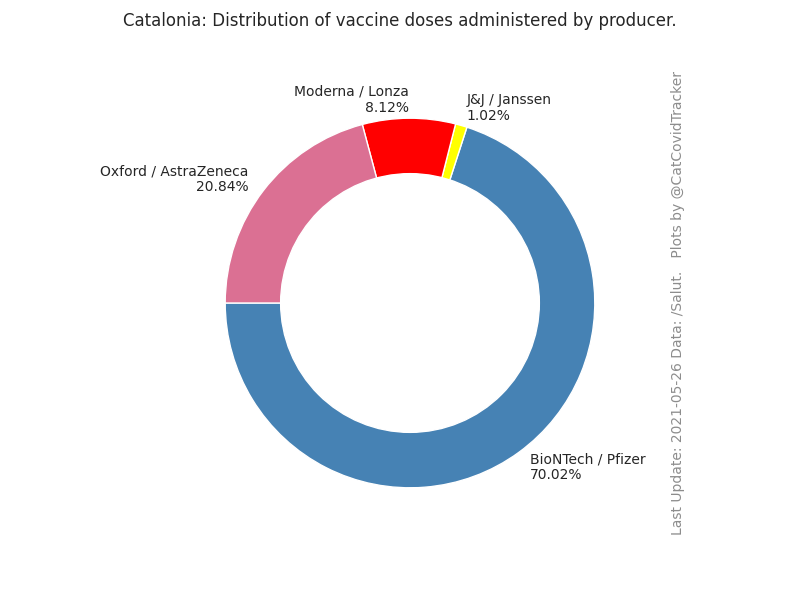 Catalonia: Distribution of vaccine doses administered by producer.
Moderna / Lonza
8.12%
J&J / Janssen
1.02%
Oxford / AstraZeneca
20.84%
BioNTech / Pfizer
70.02%
Last Update: 2021-05-26 Data: /Salut.   Plots by @CatCovidTracker